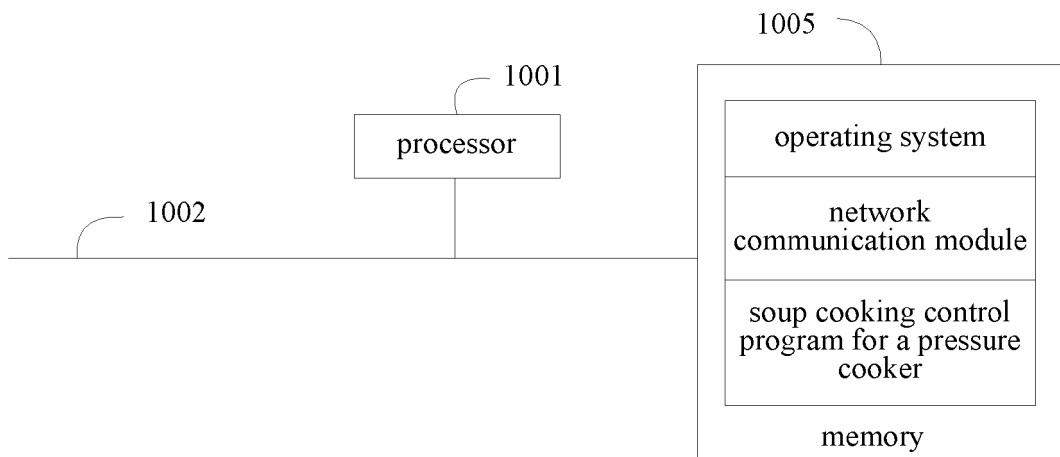 1005
1001
processor
1002
operating system
network
communication module
soup cooking control
program for a pressure
cooker
memory